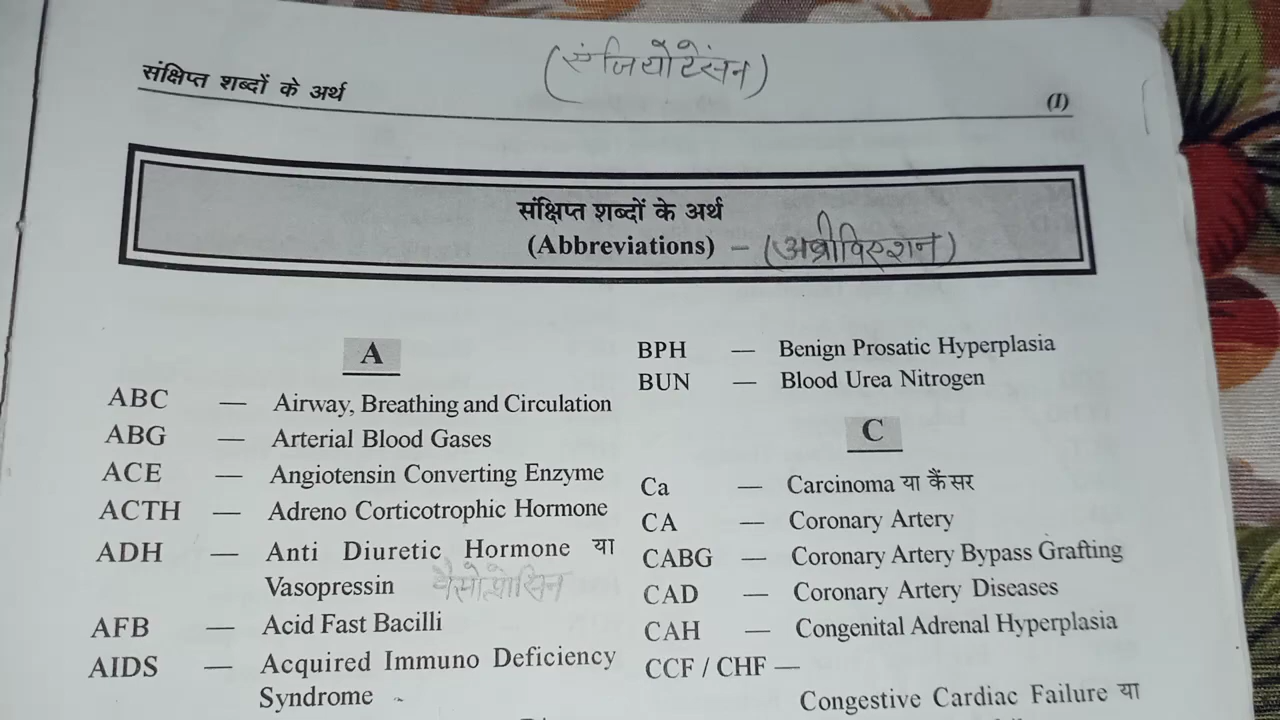 (एंजियोटेंसन)
संक्षिप्त शब्दों के अर्थ
(I)
संक्षिप्त शब्दों के अर्थ
(Abbreviations) – (अब्रीविएशन)
A
ABC — Airway, Breathing and Circulation
ABG — Arterial Blood Gases
ACE — Angiotensin Converting Enzyme
ACTH — Adreno Corticotrophic Hormone
ADH — Anti Diuretic Hormone या
Vasopressin वैसोप्रोसिन
AFB — Acid Fast Bacilli
AIDS — Acquired Immuno Deficiency
Syndrome
BPH — Benign Prosatic Hyperplasia
BUN — Blood Urea Nitrogen
C
Ca — Carcinoma या कैंसर
CA — Coronary Artery
CABG — Coronary Artery Bypass Grafting
CAD — Coronary Artery Diseases
CAH — Congenital Adrenal Hyperplasia
CCF / CHF —
Congestive Cardiac Failure या